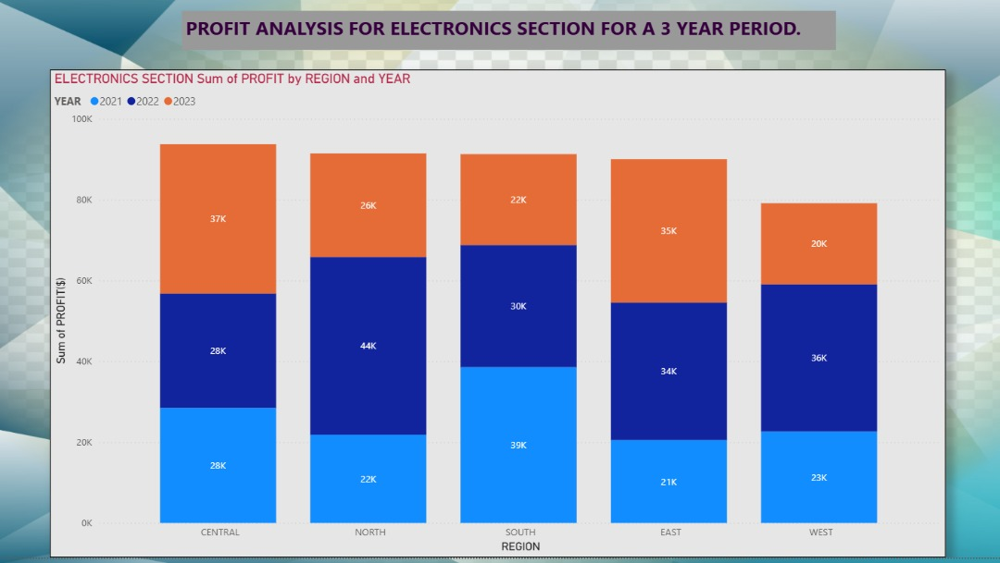 PROFIT ANALYSIS FOR ELECTRONICS SECTION FOR A 3 YEAR PERIOD.
ELECTRONICS SECTION Sum of PROFIT by REGION and YEAR
YEAR 2021 2022 2023
100K
80K
60K
40K
20K
0K
Sum of PROFIT($)
37K
28K
28K
26K
44K
22K
22K
30K
39K
35K
34K
21K
20K
36K
23K
CENTRAL NORTH SOUTH EAST WEST
REGION